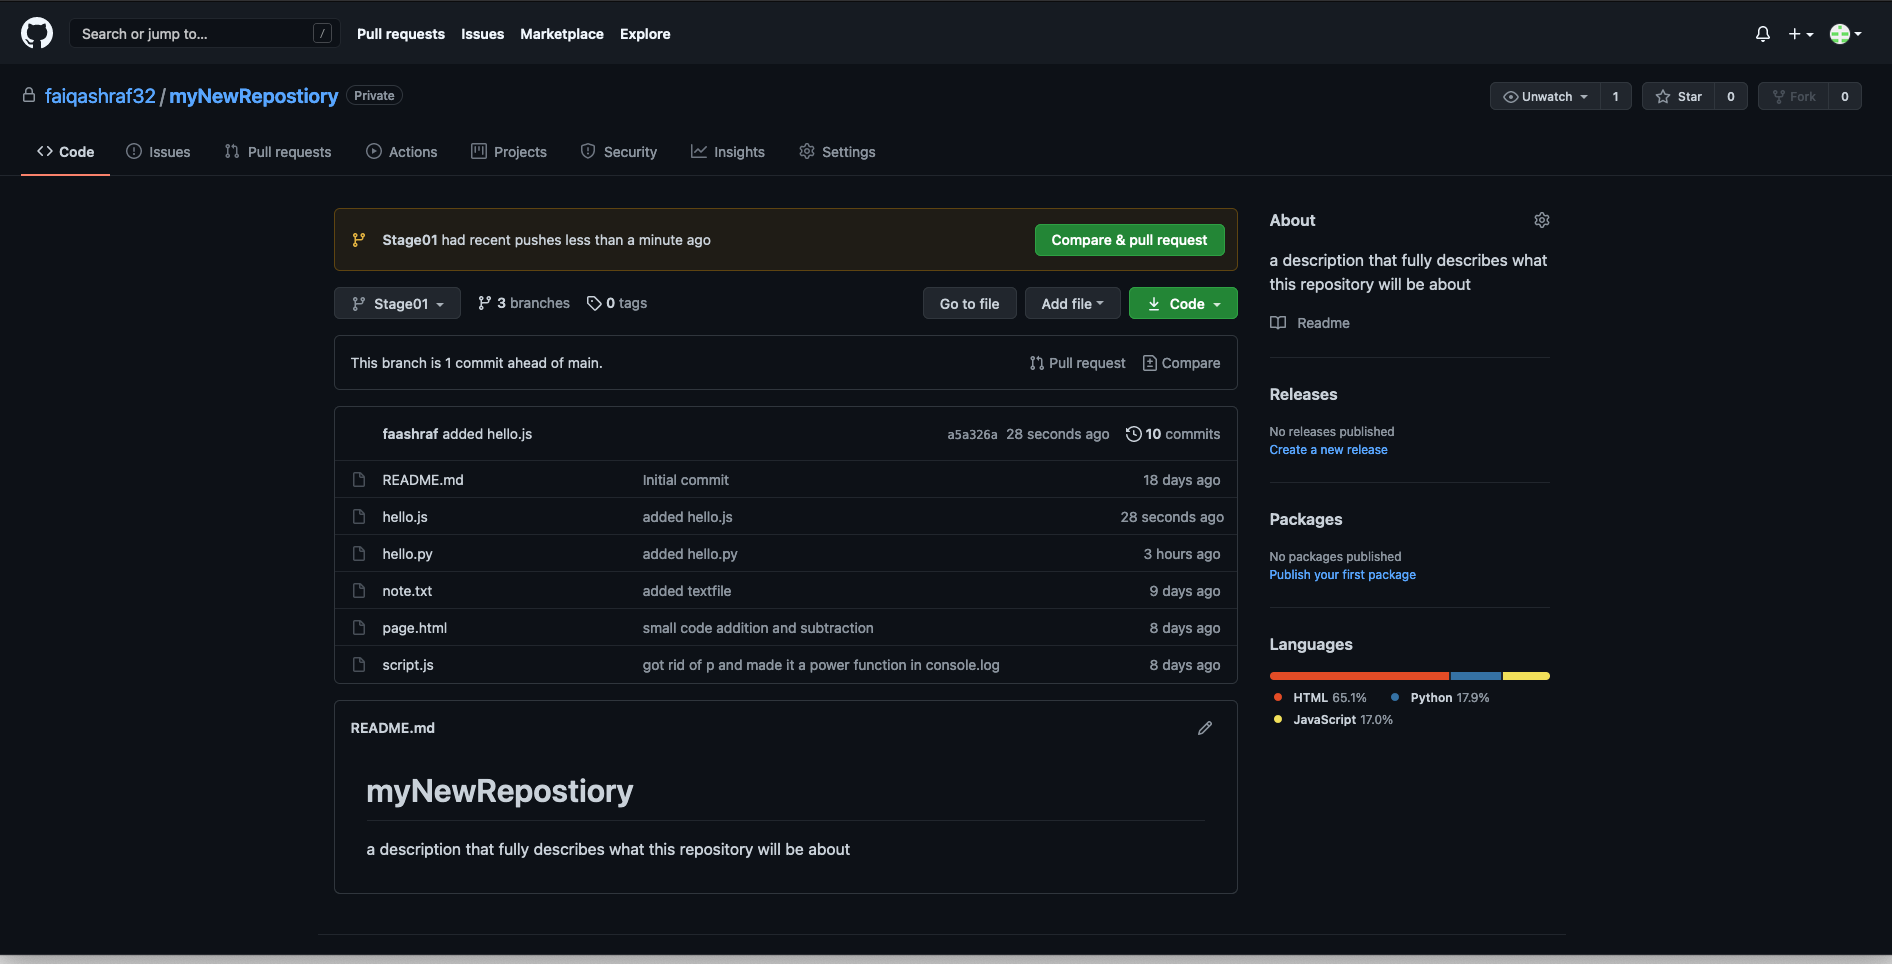 Search or jump to... /
Pull requests Issues Marketplace Explore
faiqashraf32 / myNewRepostiory Private
Unwatch 1 Star 0 Fork 0
Code Issues Pull requests Actions Projects Security Insights Settings
Stage01 had recent pushes less than a minute ago
Compare & pull request
Stage01 3 branches 0 tags
Go to file Add file Code
This branch is 1 commit ahead of main.
Pull request Compare
faashraf added hello.js a5a326a 28 seconds ago 10 commits
README.md Initial commit 18 days ago
hello.js added hello.js 28 seconds ago
hello.py added hello.py 3 hours ago
note.txt added textfile 9 days ago
page.html small code addition and subtraction 8 days ago
script.js got rid of p and made it a power function in console.log 8 days ago
README.md
myNewRepostiory
a description that fully describes what this repository will be about
About
a description that fully describes what
this repository will be about
Readme
Releases
No releases published
Create a new release
Packages
No packages published
Publish your first package
Languages
HTML 65.1% Python 17.9%
JavaScript 17.0%